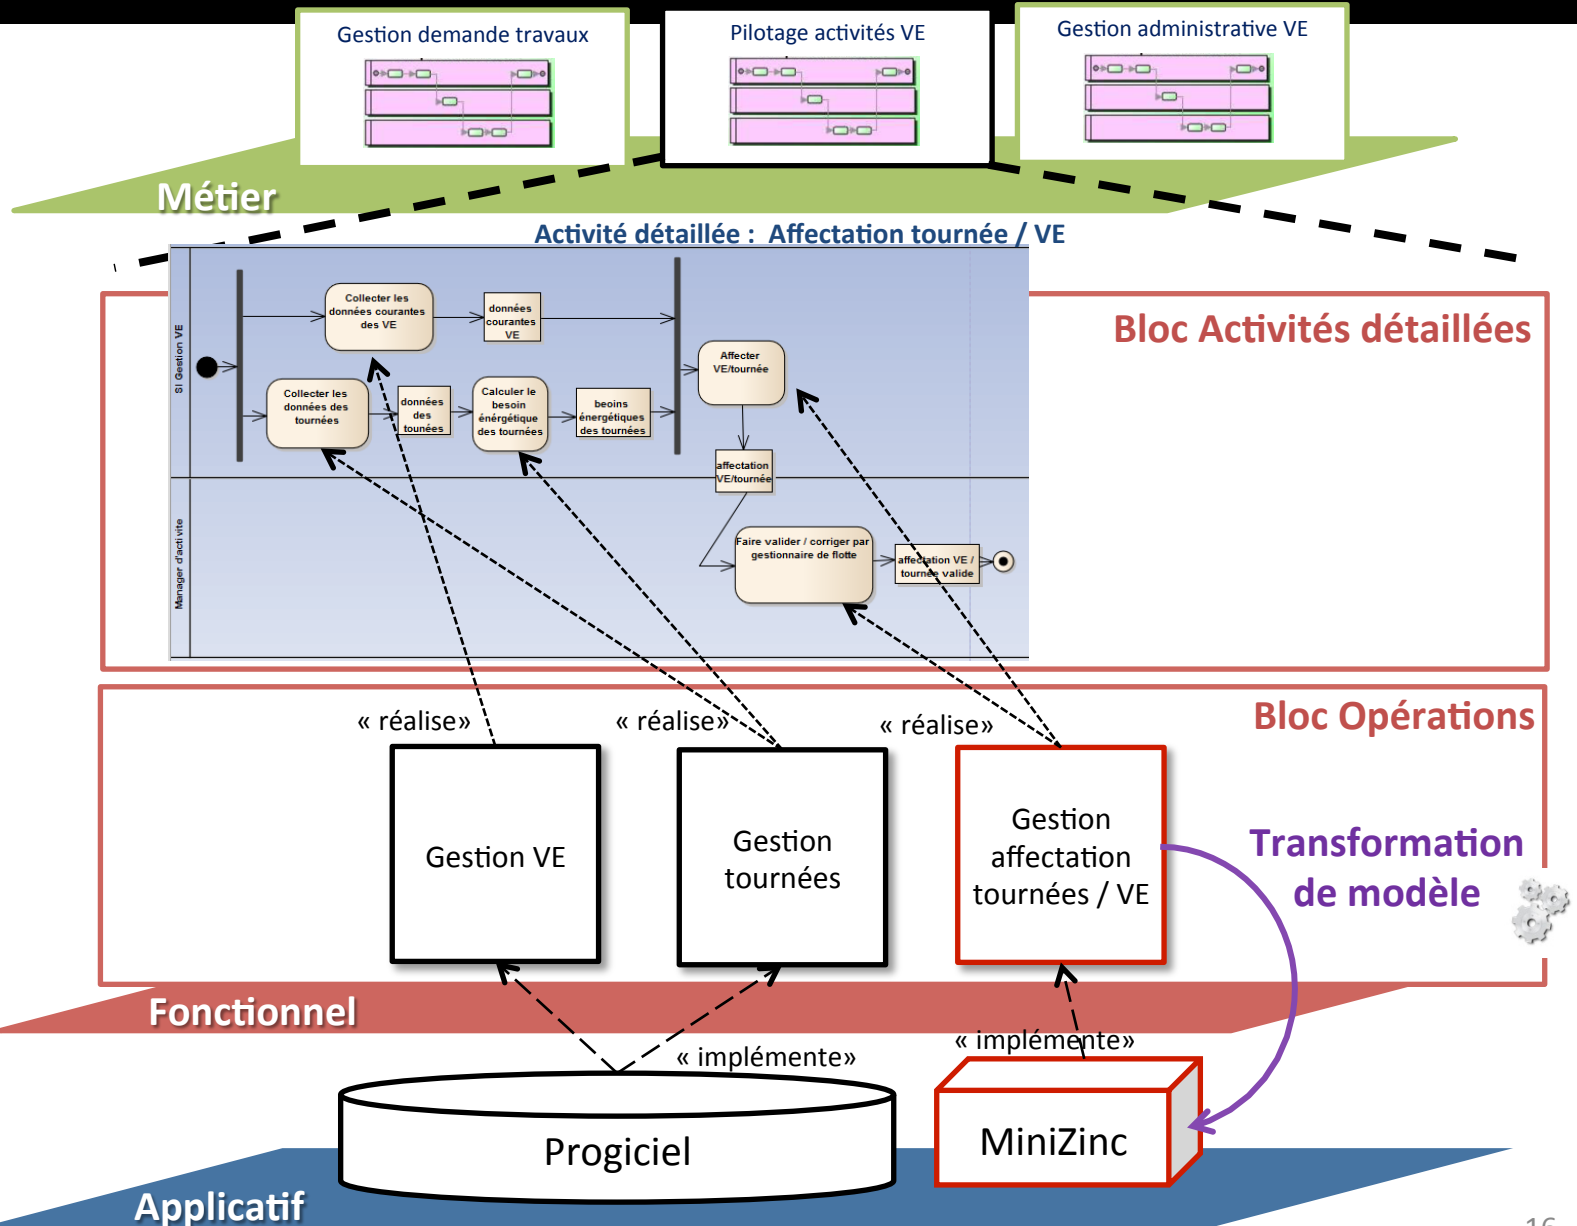 Gestion demande travaux
Pilotage activités VE
Gestion administrative VE
Métier
Activité détaillée :  Affectation tournée / VE
Bloc Activités détaillées
SI Gestion VE
Collecter les
données courantes
des VE
données
courantes
VE
Collecter les
données des
tournées
données
des
tounées
Calculer le
besoin
énérgétique
des tournées
beoins
énergétiques
des tournées
Affecter
VE/tournée
affectation
VE/tournée
Manager d'activite
Faire valider / corriger par
gestionnaire de flotte
affectation VE /
tournée valide
Bloc Opérations
« réalise»
« réalise»
« réalise»
Gestion VE
Gestion
tournées
Gestion
affectation
tournées / VE
Transformation
de modèle
Fonctionnel
« implémente»
« implémente»
Progiciel
MiniZinc
Applicatif
16